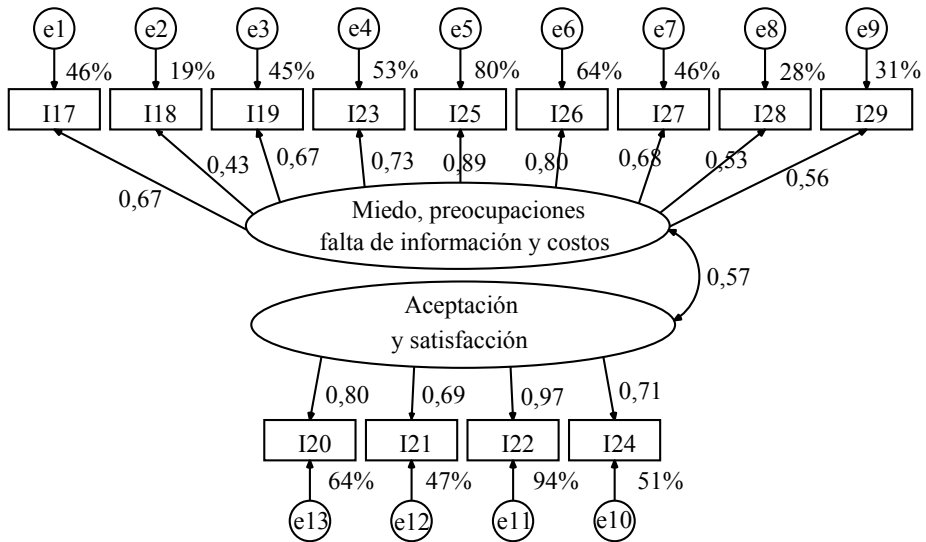 e1 e2 e3 e4 e5 e6 e7 e8 e9
46% 19% 45% 53% 80% 64% 46% 28% 31%
I17 I18 I19 I23 I25 I26 I27 I28 I29
0,67 0,43 0,67 0,73 0,89 0,80 0,68 0,53 0,56
Miedo, preocupaciones
falta de información y costos
0,57
Aceptación
y satisfacción
0,80 0,69 0,97 0,71
I20 I21 I22 I24
64% 47% 94% 51%
e13 e12 e11 e10